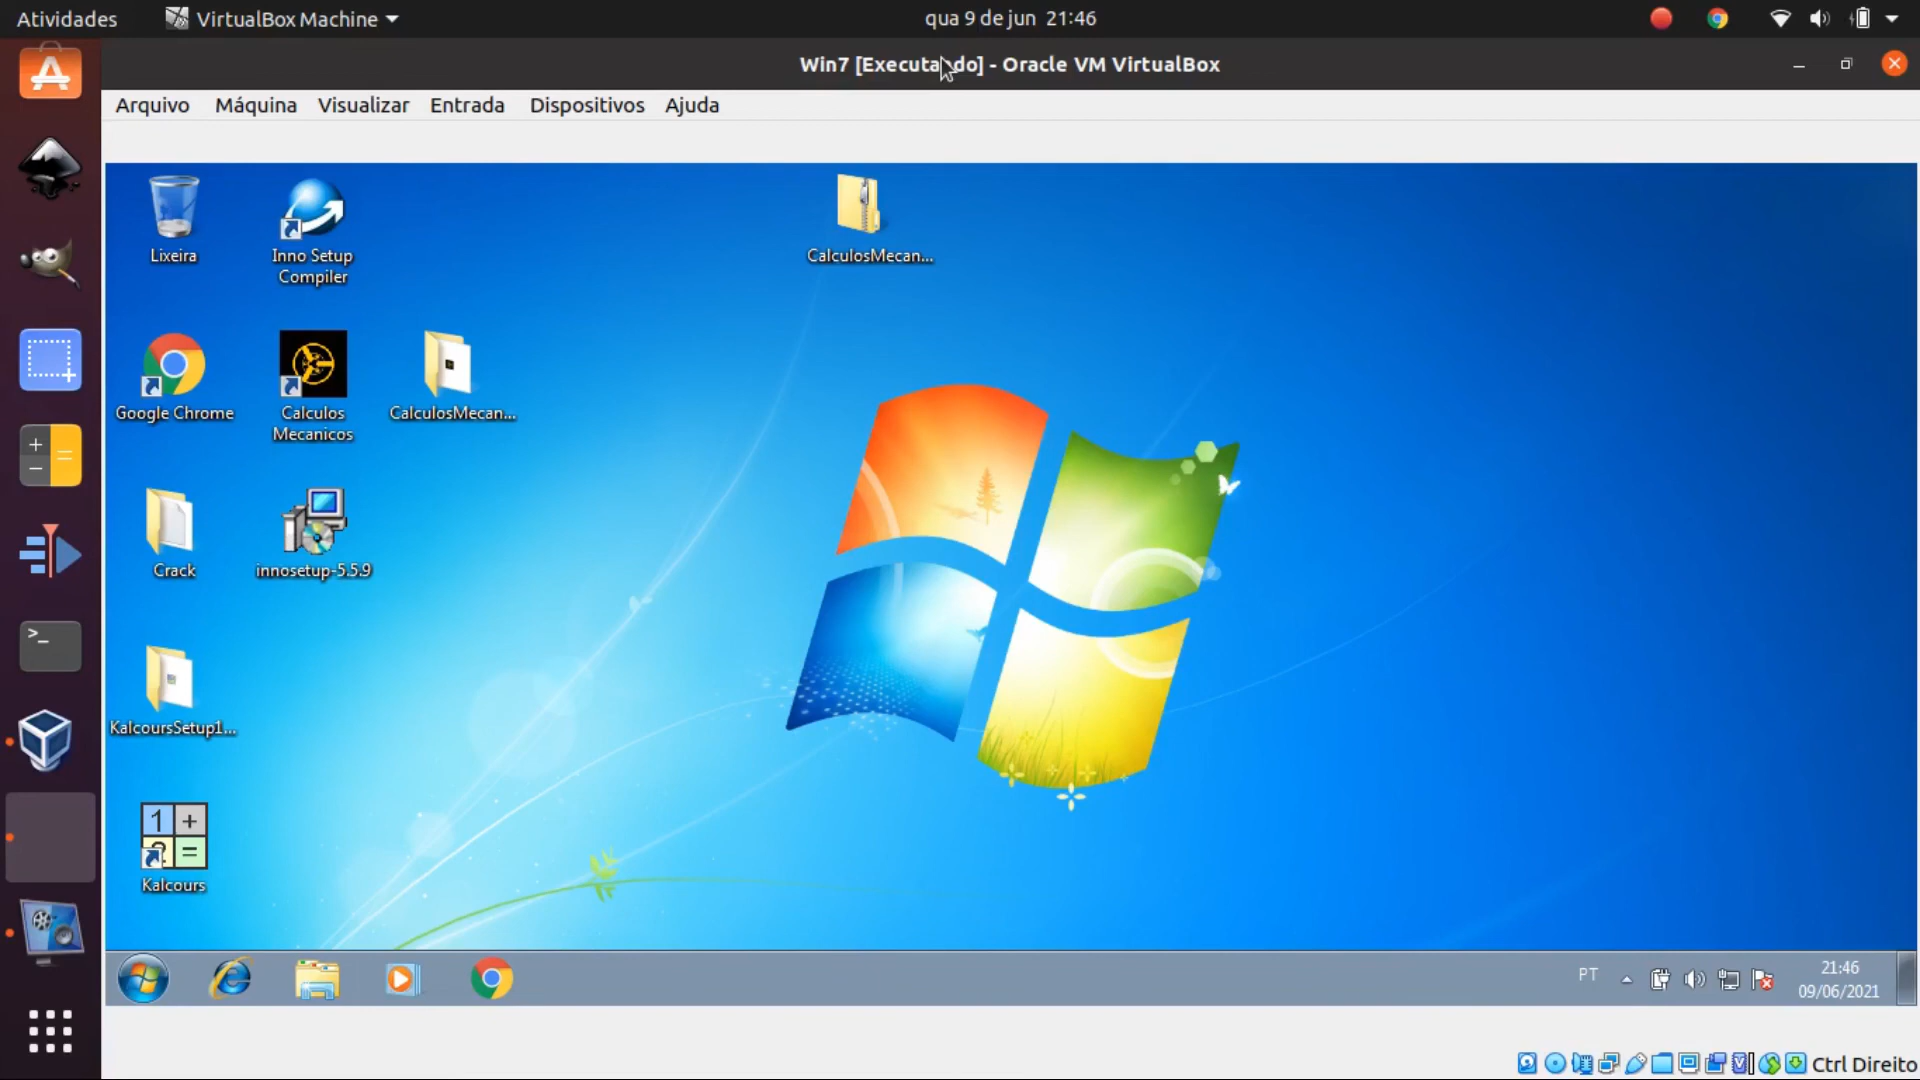 Atividades
VirtualBox Machine
qua 9 de jun 21:46
Win7 [Executando] - Oracle VM VirtualBox
Arquivo Máquina Visualizar Entrada Dispositivos Ajuda
Lixeira
Inno Setup
Compiler
CalculosMecan...
Google Chrome
Calculos
Mecanicos
CalculosMecan...
Crack
innosetup-5.5.9
KalcoursSetup1...
Kalcours
PT
21:46
09/06/2021
Ctrl Direito